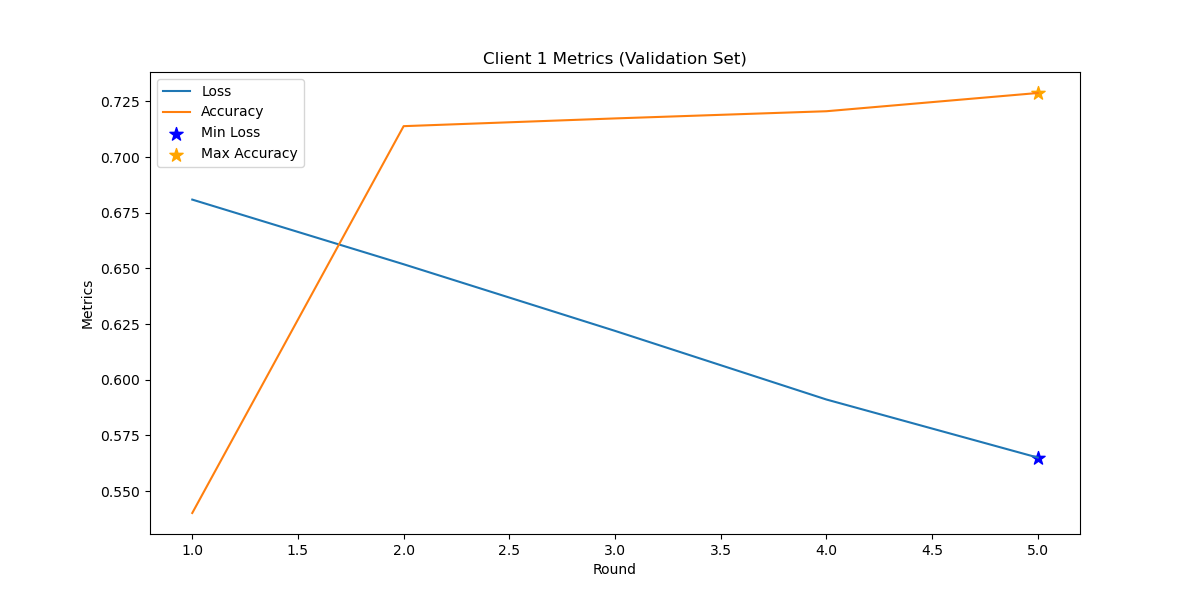 Client 1 Metrics (Validation Set)
Loss
Accuracy
Min Loss
Max Accuracy
0.725
0.700
0.675
0.650
0.625
0.600
0.575
0.550
Metrics
1.0 1.5 2.0 2.5 3.0 3.5 4.0 4.5 5.0
Round